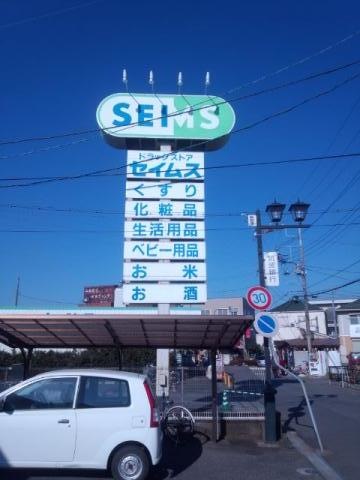 SEIMS
ドラッグストア
セイムス
くすり
化粧品
生活用品
ベビー用品
お米
お酒
30